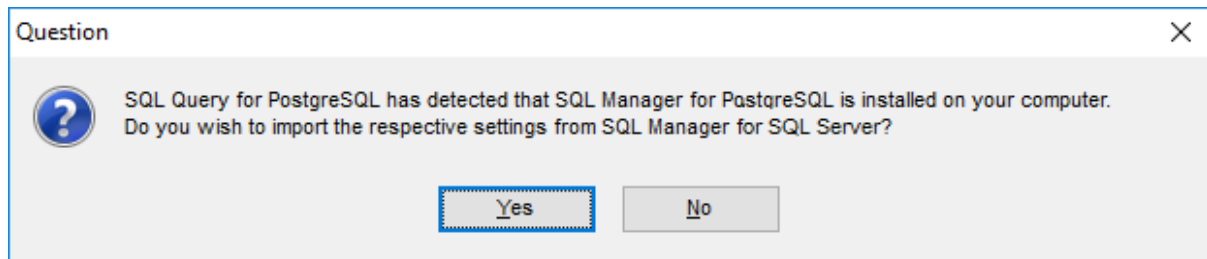 Question
SQL Query for PostgreSQL has detected that SQL Manager for PostgreSQL is installed on your computer.
Do you wish to import the respective settings from SQL Manager for SQL Server?
Yes
No